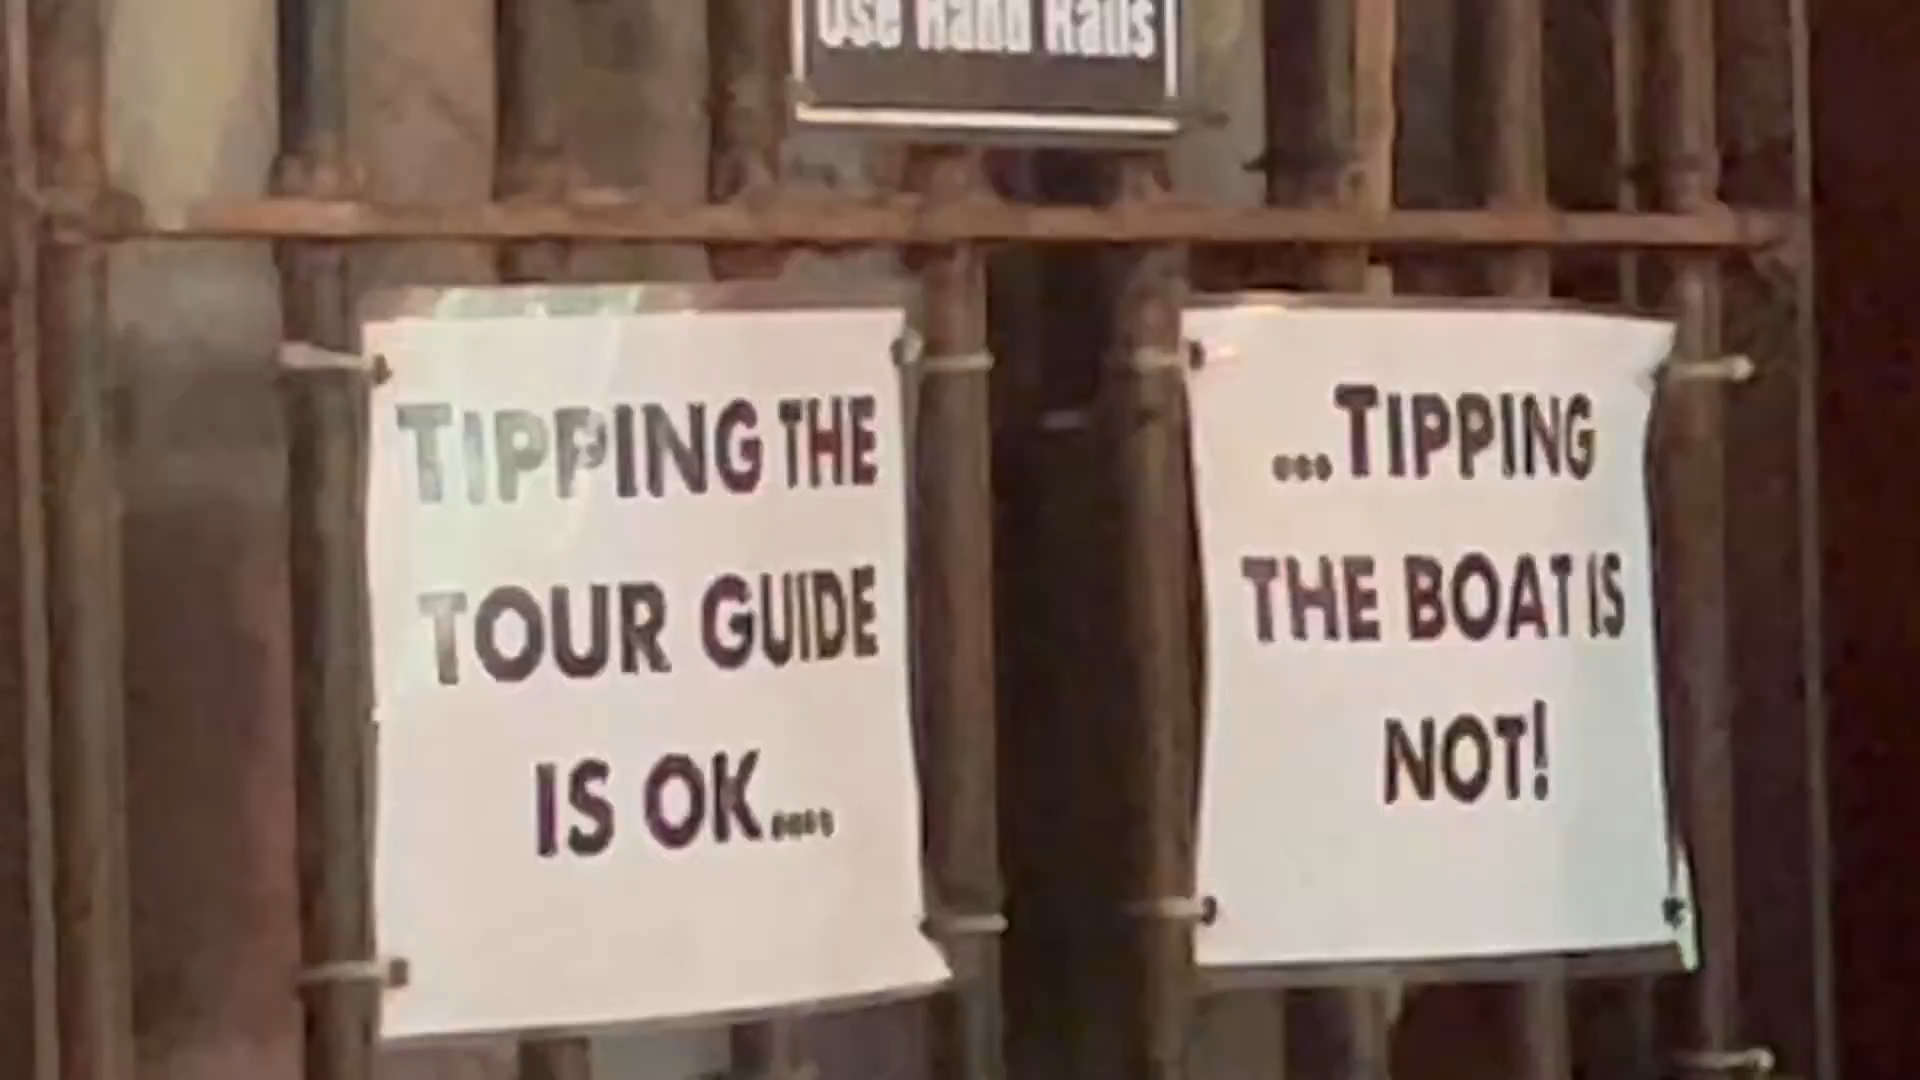 Use Hand Rails
TIPPING THE
TOUR GUIDE
IS OK....
...TIPPING
THE BOAT IS
NOT!